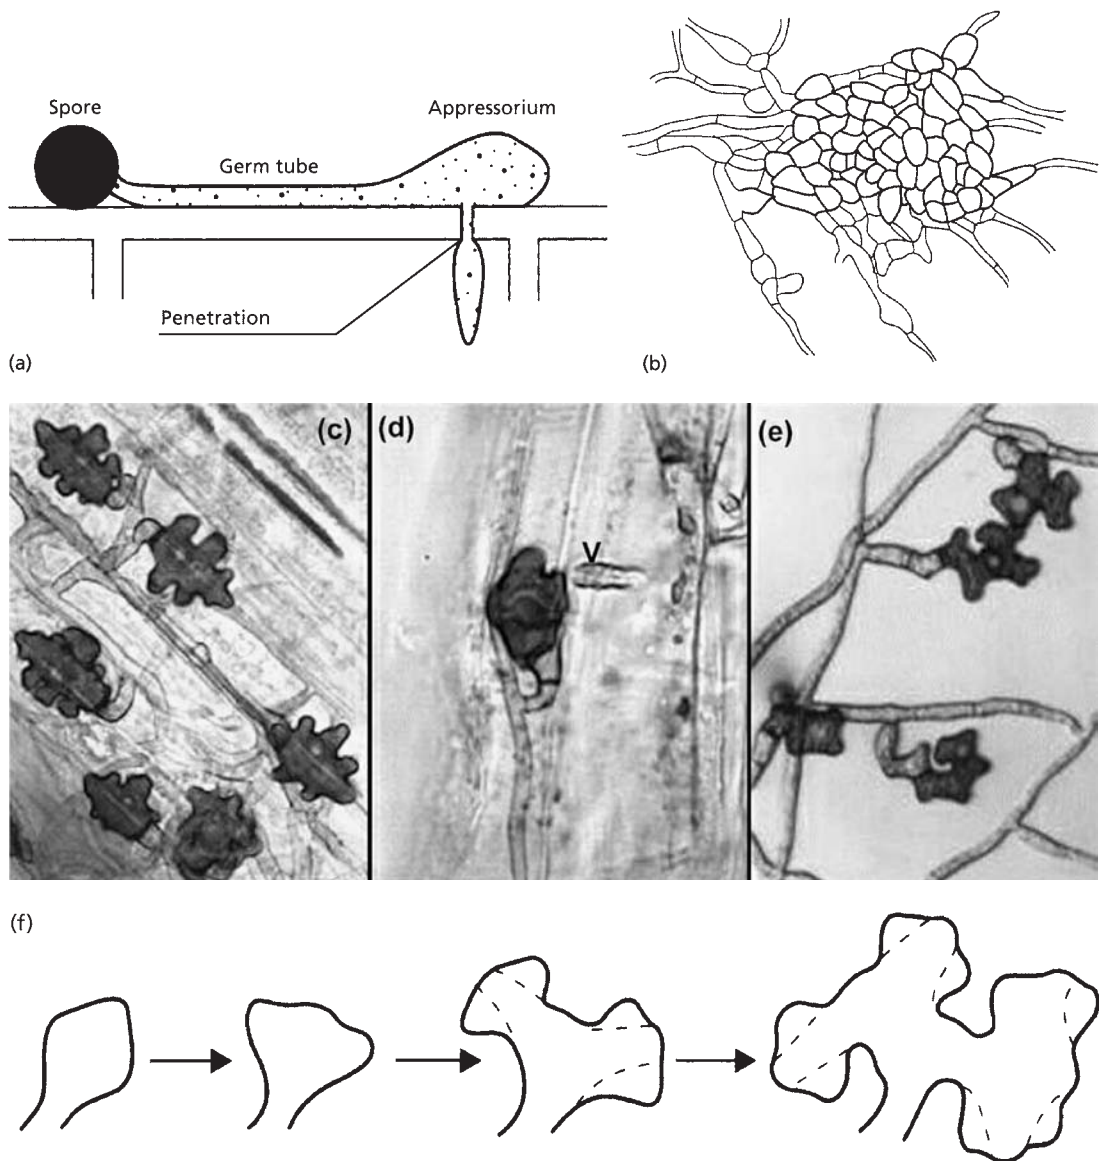 Spore
Appressorium
Germ tube
Penetration
(a)
(b)
(c)
(d)
(e)
V
(f)